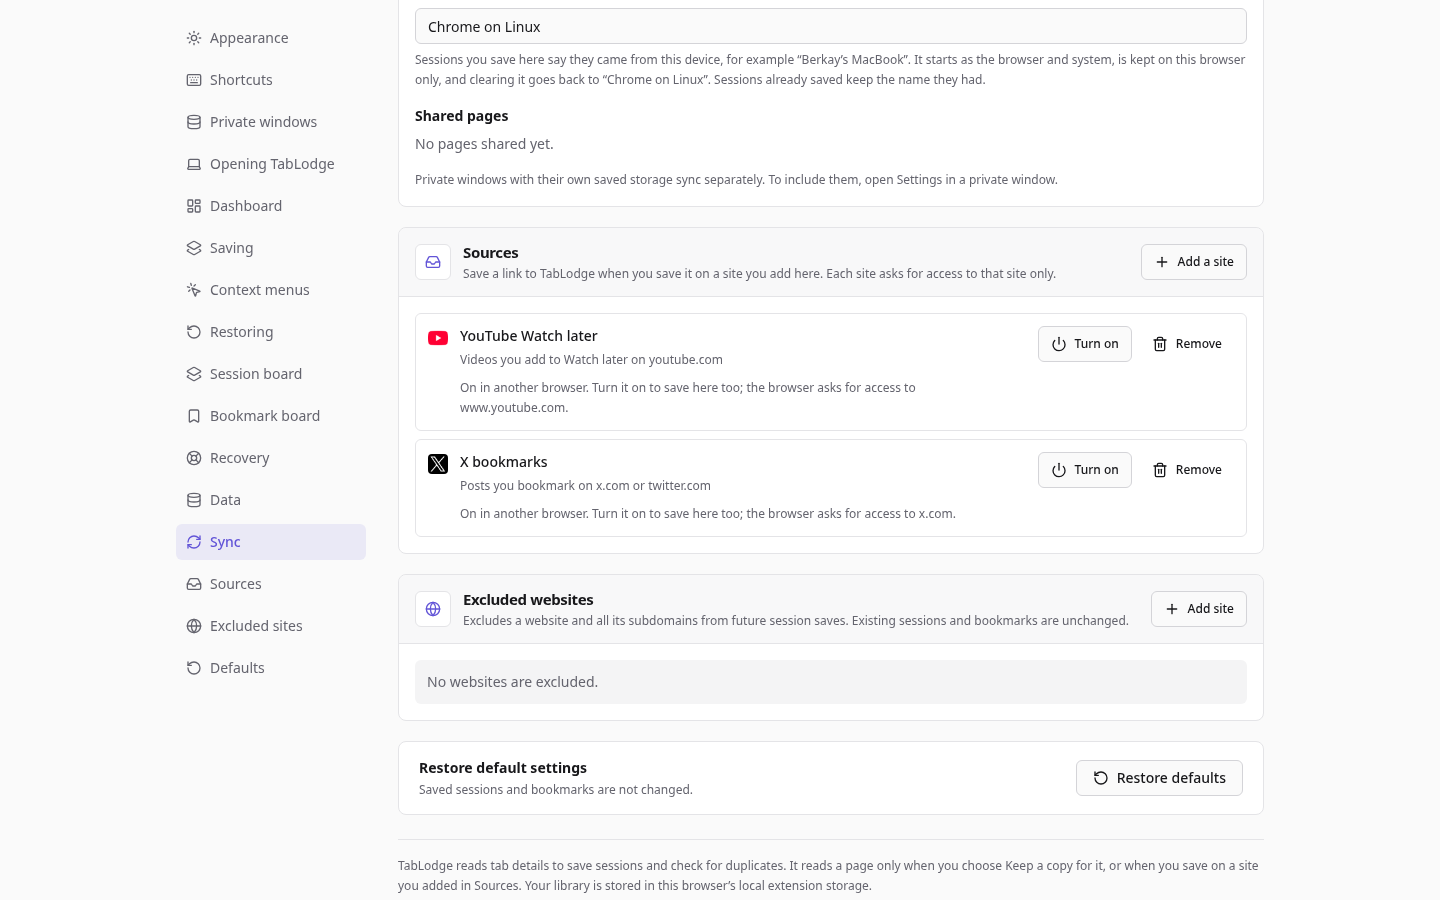 Appearance
Shortcuts
Private windows
Opening TabLodge
Dashboard
Saving
Context menus
Restoring
Session board
Bookmark board
Recovery
Data
Sync
Sources
Excluded sites
Defaults
Chrome on Linux
Sessions you save here say they came from this device, for example “Berkay’s MacBook”. It starts as the browser and system, is kept on this browser
only, and clearing it goes back to “Chrome on Linux”. Sessions already saved keep the name they had.
Shared pages
No pages shared yet.
Private windows with their own saved storage sync separately. To include them, open Settings in a private window.
Sources
Save a link to TabLodge when you save it on a site you add here. Each site asks for access to that site only.
Add a site
YouTube Watch later
Videos you add to Watch later on youtube.com
On in another browser. Turn it on to save here too; the browser asks for access to
www.youtube.com.
Turn on
Remove
X bookmarks
Posts you bookmark on x.com or twitter.com
On in another browser. Turn it on to save here too; the browser asks for access to x.com.
Turn on
Remove
Excluded websites
Excludes a website and all its subdomains from future session saves. Existing sessions and bookmarks are unchanged.
Add site
No websites are excluded.
Restore default settings
Saved sessions and bookmarks are not changed.
Restore defaults
TabLodge reads tab details to save sessions and check for duplicates. It reads a page only when you choose Keep a copy for it, or when you save on a site
you added in Sources. Your library is stored in this browser’s local extension storage.